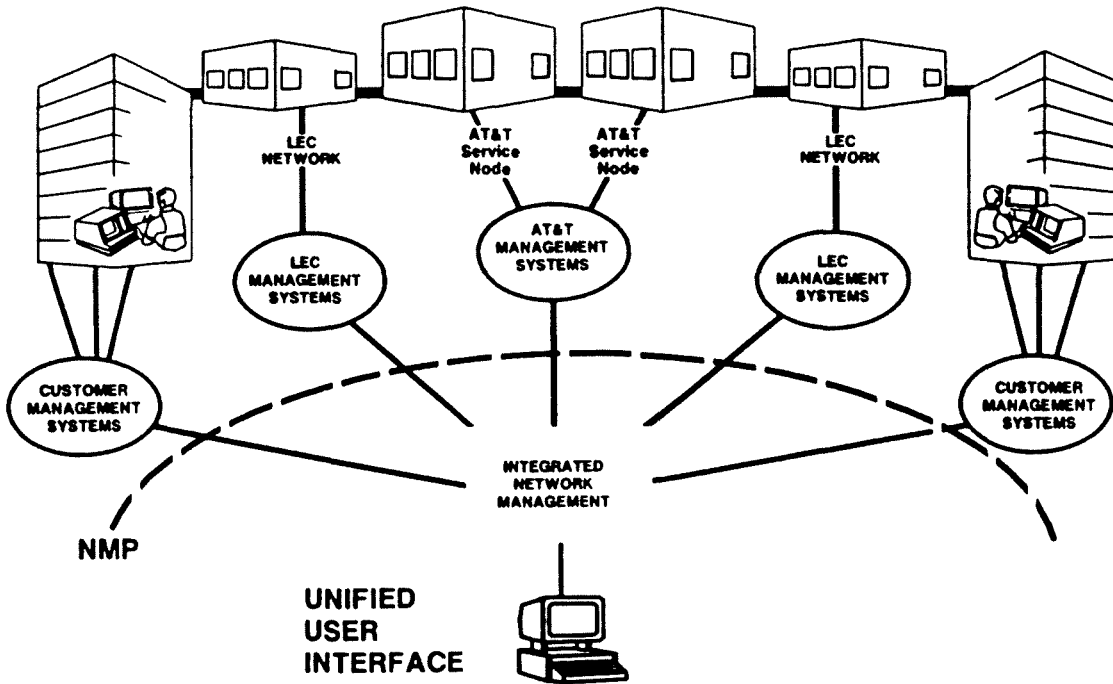 LEC
NETWORK
AT&T
Service
Node
AT&T
Service
Node
LEC
NETWORK
LEC
MANAGEMENT
SYSTEMS
AT&T
MANAGEMENT
SYSTEMS
LEC
MANAGEMENT
SYSTEMS
CUSTOMER
MANAGEMENT
SYSTEMS
CUSTOMER
MANAGEMENT
SYSTEMS
INTEGRATED
NETWORK
MANAGEMENT
NMP
UNIFIED
USER
INTERFACE